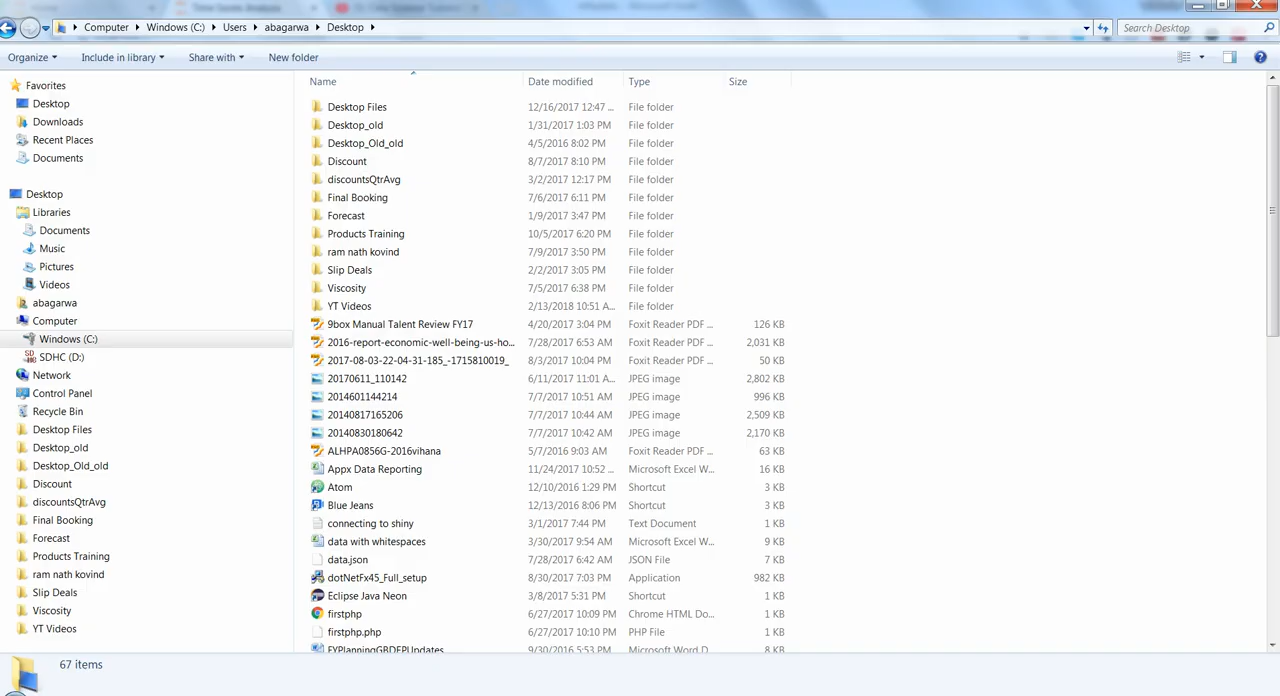 Time Series Analysis
Computer Windows (C:) Users abagarwa Desktop
Search Desktop
Organize Include in library Share with New folder
Favorites
Desktop
Downloads
Recent Places
Documents
Desktop
Libraries
Documents
Music
Pictures
Videos
abagarwa
Computer
Windows (C:)
SDHC (D:)
Network
Control Panel
Recycle Bin
Desktop Files
Desktop_old
Desktop_Old_old
Discount
discountsQtrAvg
Final Booking
Forecast
Products Training
ram nath kovind
Slip Deals
Viscosity
YT Videos
Name Date modified Type Size
Desktop Files 12/16/2017 12:47 ... File folder
Desktop_old 1/31/2017 1:03 PM File folder
Desktop_Old_old 4/5/2016 8:02 PM File folder
Discount 8/7/2017 8:10 PM File folder
discountsQtrAvg 3/2/2017 12:17 PM File folder
Final Booking 7/6/2017 6:11 PM File folder
Forecast 1/9/2017 3:47 PM File folder
Products Training 10/5/2017 6:20 PM File folder
ram nath kovind 7/9/2017 3:50 PM File folder
Slip Deals 2/2/2017 3:05 PM File folder
Viscosity 7/5/2017 6:38 PM File folder
YT Videos 2/13/2018 10:51 A... File folder
9box Manual Talent Review FY17 4/20/2017 3:04 PM Foxit Reader PDF ... 126 KB
2016-report-economic-well-being-us-ho... 7/28/2017 6:53 AM Foxit Reader PDF ... 2,031 KB
2017-08-03-22-04-31-185_-1715810019_ 8/3/2017 10:04 PM Foxit Reader PDF ... 50 KB
20170611_110142 6/11/2017 11:01 A... JPEG image 2,802 KB
2014601144214 7/7/2017 10:51 AM JPEG image 996 KB
20140817165206 7/7/2017 10:44 AM JPEG image 2,509 KB
20140830180642 7/7/2017 10:42 AM JPEG image 2,170 KB
ALHPA0856G-2016vihana 5/7/2016 9:03 AM Foxit Reader PDF ... 63 KB
Appx Data Reporting 11/24/2017 10:52 ... Microsoft Excel W... 16 KB
Atom 12/10/2016 1:29 PM Shortcut 3 KB
Blue Jeans 12/13/2016 8:06 PM Shortcut 3 KB
connecting to shiny 3/1/2017 7:44 PM Text Document 1 KB
data with whitespaces 3/30/2017 9:54 AM Microsoft Excel W... 9 KB
data.json 7/28/2017 6:42 AM JSON File 7 KB
dotNetFx45_Full_setup 8/30/2017 7:03 PM Application 982 KB
Eclipse Java Neon 3/8/2017 5:31 PM Shortcut 1 KB
firstphp 6/27/2017 10:09 PM Chrome HTML Do... 1 KB
firstphp.php 6/27/2017 10:10 PM PHP File 1 KB
FYPlanningGBDEPUpdates 9/30/2016 5:53 PM Microsoft Word D... 8 KB
67 items